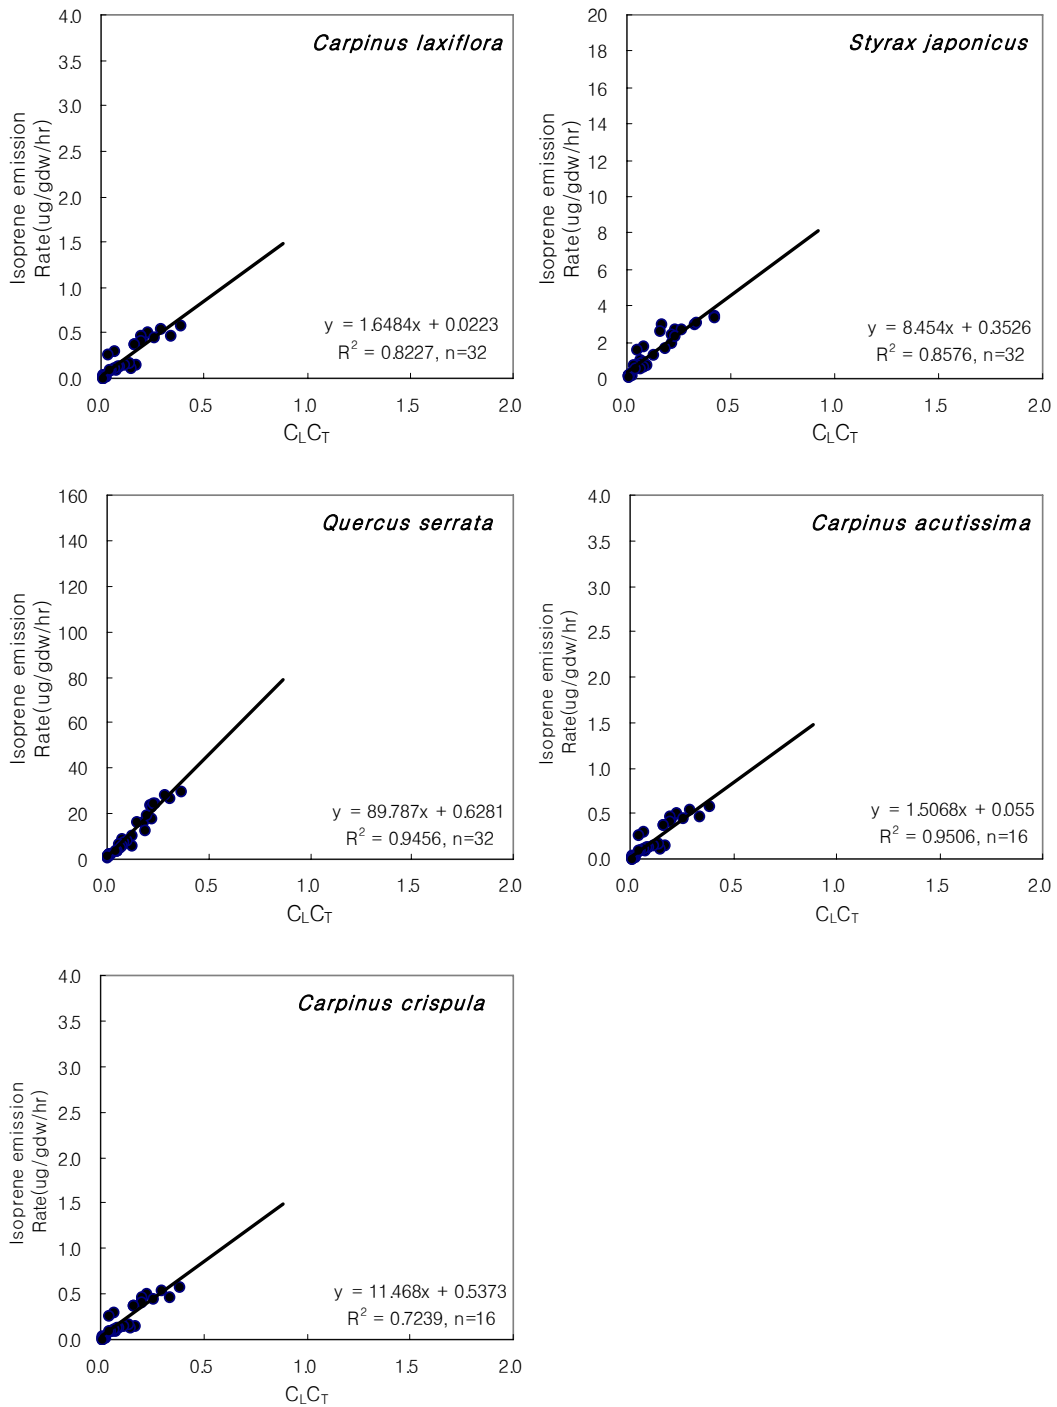 Carpinus laxiflora
Isoprene emission
Rate(ug/gdw/hr)
4.0
3.5
3.0
2.5
2.0
1.5
1.0
0.5
0.0
y = 1.6484x + 0.0223
R² = 0.8227, n=32
0.0 0.5 1.0 1.5 2.0
CLCT
Styrax japonicus
Isoprene emission
Rate(ug/gdw/hr)
20
18
16
14
12
10
8
6
4
2
0
y = 8.454x + 0.3526
R² = 0.8576, n=32
0.0 0.5 1.0 1.5 2.0
CLCT
Quercus serrata
Isoprene emission
Rate(ug/gdw/hr)
160
140
120
100
80
60
40
20
0
y = 89.787x + 0.6281
R² = 0.9456, n=32
0.0 0.5 1.0 1.5 2.0
CLCT
Carpinus acutissima
Isoprene emission
Rate(ug/gdw/hr)
4.0
3.5
3.0
2.5
2.0
1.5
1.0
0.5
0.0
y = 1.5068x + 0.055
R² = 0.9506, n=16
0.0 0.5 1.0 1.5 2.0
CLCT
Carpinus crispula
Isoprene emission
Rate(ug/gdw/hr)
4.0
3.5
3.0
2.5
2.0
1.5
1.0
0.5
0.0
y = 11.468x + 0.5373
R² = 0.7239, n=16
0.0 0.5 1.0 1.5 2.0
CLCT